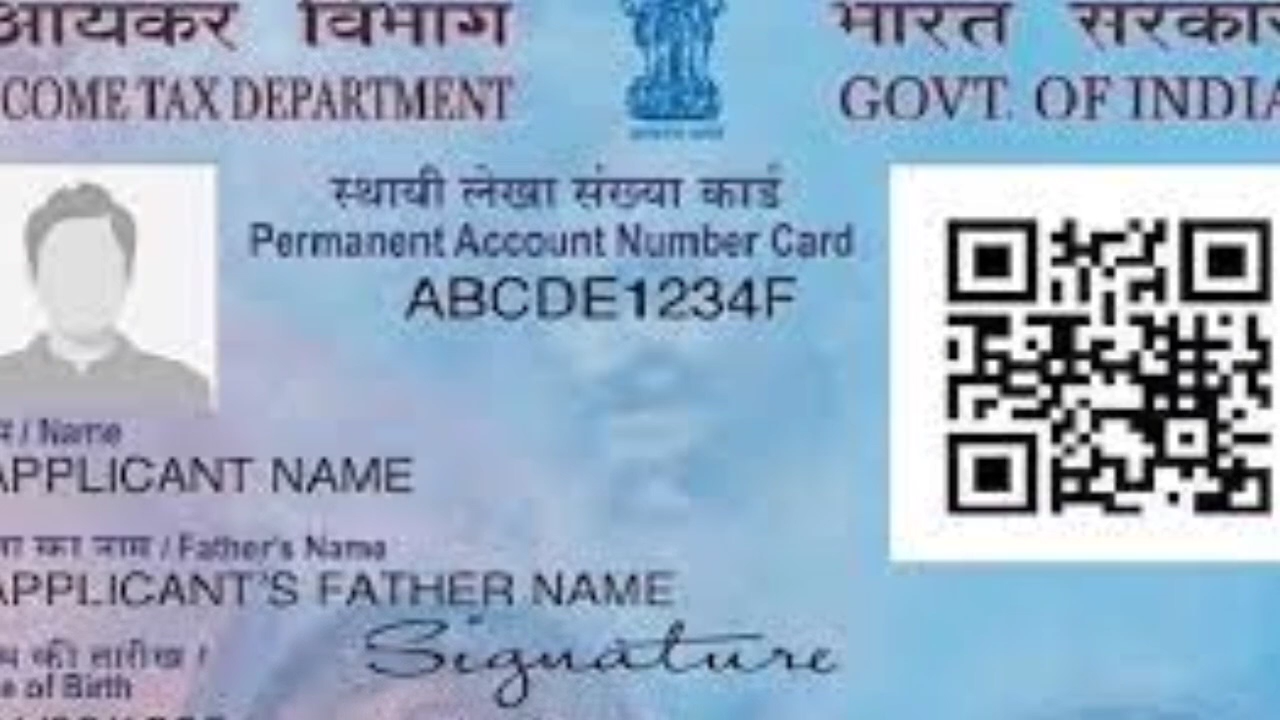 आयकर विभाग
COME TAX DEPARTMENT
भारत सरकार
GOVT. OF INDIA
स्थायी लेखा संख्या कार्ड
Permanent Account Number Card
ABCDE1234F
/ Name
APPLICANT NAME
का नाम / Father's Name
APPLICANT'S FATHER NAME
Signature
की तारीख /
e of Birth